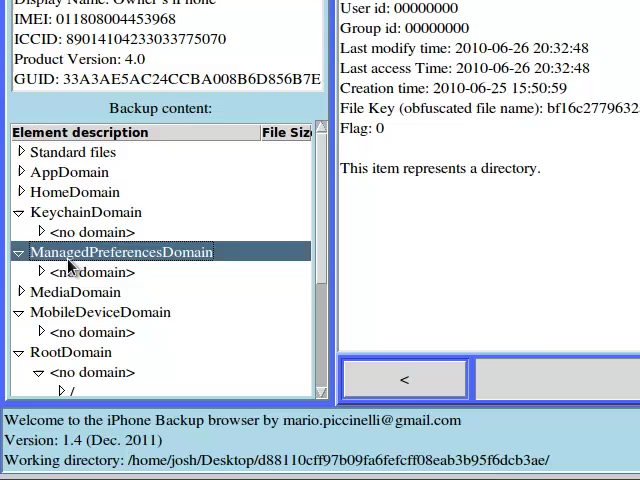 IMEI: 011808004453968
ICCID: 89014104233033775070
Product Version: 4.0
GUID: 33A3AE5AC24CCBA008B6D856B7E
Backup content:
Element description File Siz
Standard files
AppDomain
HomeDomain
KeychainDomain
<no domain>
ManagedPreferencesDomain
<no domain>
MediaDomain
MobileDeviceDomain
<no domain>
RootDomain
<no domain>
/
User id: 00000000
Group id: 00000000
Last modify time: 2010-06-26 20:32:48
Last access Time: 2010-06-26 20:32:48
Creation time: 2010-06-25 15:50:59
File Key (obfuscated file name): bf16c2779632
Flag: 0
This item represents a directory.
<
Welcome to the iPhone Backup browser by mario.piccinelli@gmail.com
Version: 1.4 (Dec. 2011)
Working directory: /home/josh/Desktop/d88110cff97b09fa6fefcff08eab3b95f6dcb3ae/